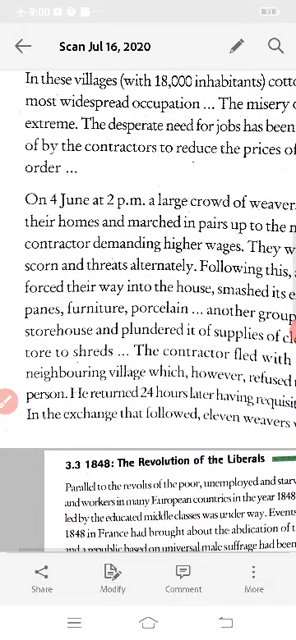 9:00
Scan Jul 16, 2020
In these villages (with 18,000 inhabitants) cotto
most widespread occupation ... The misery o
extreme. The desperate need for jobs has been
of by the contractors to reduce the prices of
order ...
On 4 June at 2 p.m. a large crowd of weaver
their homes and marched in pairs up to the m
contractor demanding higher wages. They w
scorn and threats alternately. Following this,
forced their way into the house, smashed its e
panes, furniture, porcelain ... another group
storehouse and plundered it of supplies of cl
tore to shreds ... The contractor fled with
neighbouring village which, however, refused
person. He returned 24 hours later having requisit
In the exchange that followed, eleven weavers
3.3 1848: The Revolution of the Liberals
Parallel to the revolts of the poor, unemployed and starv
and workers in many European countries in the year 1848
led by the educated middle classes was under way. Events
1848 in France had brought about the abdication of t
and a republic based on universal male suffrage had been
Share Modify Comment More